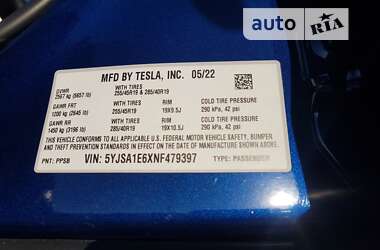 auto RIA
MFD BY TESLA, INC. 05/22
GVWR
2567 kg (5657 lb)
WITH TIRES
255/45R19 & 285/40R19
GAWR FRT
1200 kg (2645 lb)
WITH TIRES
255/45R19
RIM
19X9.5J
COLD TIRE PRESSURE
290 kPa, 42 psi
GAWR RR
1450 kg (3196 lb)
WITH TIRES
285/40R19
RIM
19X10.5J
COLD TIRE PRESSURE
290 kPa, 42 psi
THIS VEHICLE CONFORMS TO ALL APPLICABLE
FEDERAL MOTOR VEHICLE SAFETY, BUMPER
AND THEFT PREVENTION STANDARDS IN EFFECT
ON THE DATE OF MANUFACTURE SHOWN ABOVE.
PNT: PPSB
VIN: 5YJSA1E6XNF479397
TYPE: PASSENGER